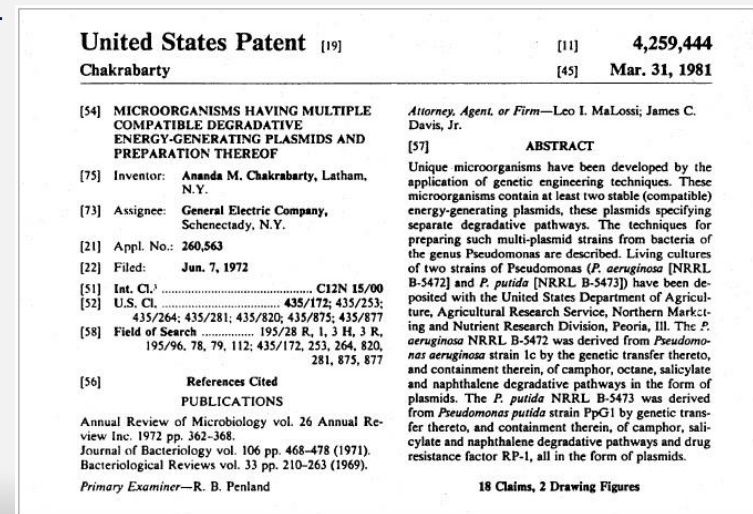 United States Patent [19]
[11] 4,259,444
Chakrabarty
[45] Mar. 31, 1981
[54] MICROORGANISMS HAVING MULTIPLE
COMPATIBLE DEGRADATIVE
ENERGY-GENERATING PLASMIDS AND
PREPARATION THEREOF
[75] Inventor: Ananda M. Chakrabarty, Latham,
N.Y.
[73] Assignee: General Electric Company,
Schenectady, N.Y.
[21] Appl. No.: 260,563
[22] Filed: Jun. 7, 1972
[51] Int. Cl.³ ................................ C12N 15/00
[52] U.S. Cl. ........................ 435/172; 435/253;
435/264; 435/281; 435/820; 435/875; 435/877
[58] Field of Search .............. 195/28 R, 1, 3 H, 3 R,
195/96, 78, 79, 112; 435/172, 253, 264, 820,
281, 875, 877
[56] References Cited
PUBLICATIONS
Annual Review of Microbiology vol. 26 Annual Re-
view Inc. 1972 pp. 362-368.
Journal of Bacteriology vol. 106 pp. 468-478 (1971).
Bacteriological Reviews vol. 33 pp. 210-263 (1969).
Primary Examiner—R. B. Penland
Attorney, Agent, or Firm—Leo I. MaLossi; James C.
Davis, Jr.
[57] ABSTRACT
Unique microorganisms have been developed by the
application of genetic engineering techniques. These
microorganisms contain at least two stable (compatible)
energy-generating plasmids, these plasmids specifying
separate degradative pathways. The techniques for
preparing such multi-plasmid strains from bacteria of
the genus Pseudomonas are described. Living cultures
of two strains of Pseudomonas (P. aeruginosa [NRRL
B-5472] and P. putida [NRRL B-5473]) have been de-
posited with the United States Department of Agricul-
ture, Agricultural Research Service, Northern Market-
ing and Nutrient Research Division, Peoria, Ill. The P.
aeruginosa NRRL B-5472 was derived from Pseudomo-
nas aeruginosa strain 1c by the genetic transfer thereto,
and containment therein, of camphor, octane, salicylate
and naphthalene degradative pathways in the form of
plasmids. The P. putida NRRL B-5473 was derived
from Pseudomonas putida strain PpG1 by genetic trans-
fer thereto, and containment therein, of camphor, sali-
cylate and naphthalene degradative pathways and drug
resistance factor RP-1, all in the form of plasmids.
18 Claims, 2 Drawing Figures